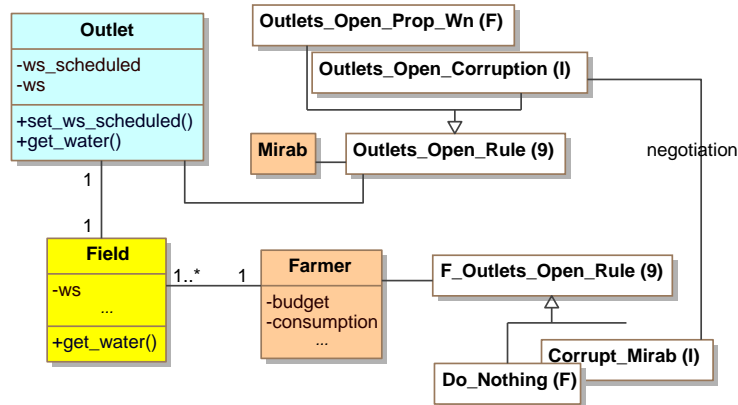 Outlet
-ws_scheduled
-ws
+set_ws_scheduled()
+get_water()
Outlets_Open_Prop_Wn (F)
Outlets_Open_Corruption (I)
Mirab
Outlets_Open_Rule (9)
negotiation
1
1
Field
-ws
...
+get_water()
1..*
1
Farmer
-budget
-consumption
...
F_Outlets_Open_Rule (9)
Corrupt_Mirab (I)
Do_Nothing (F)